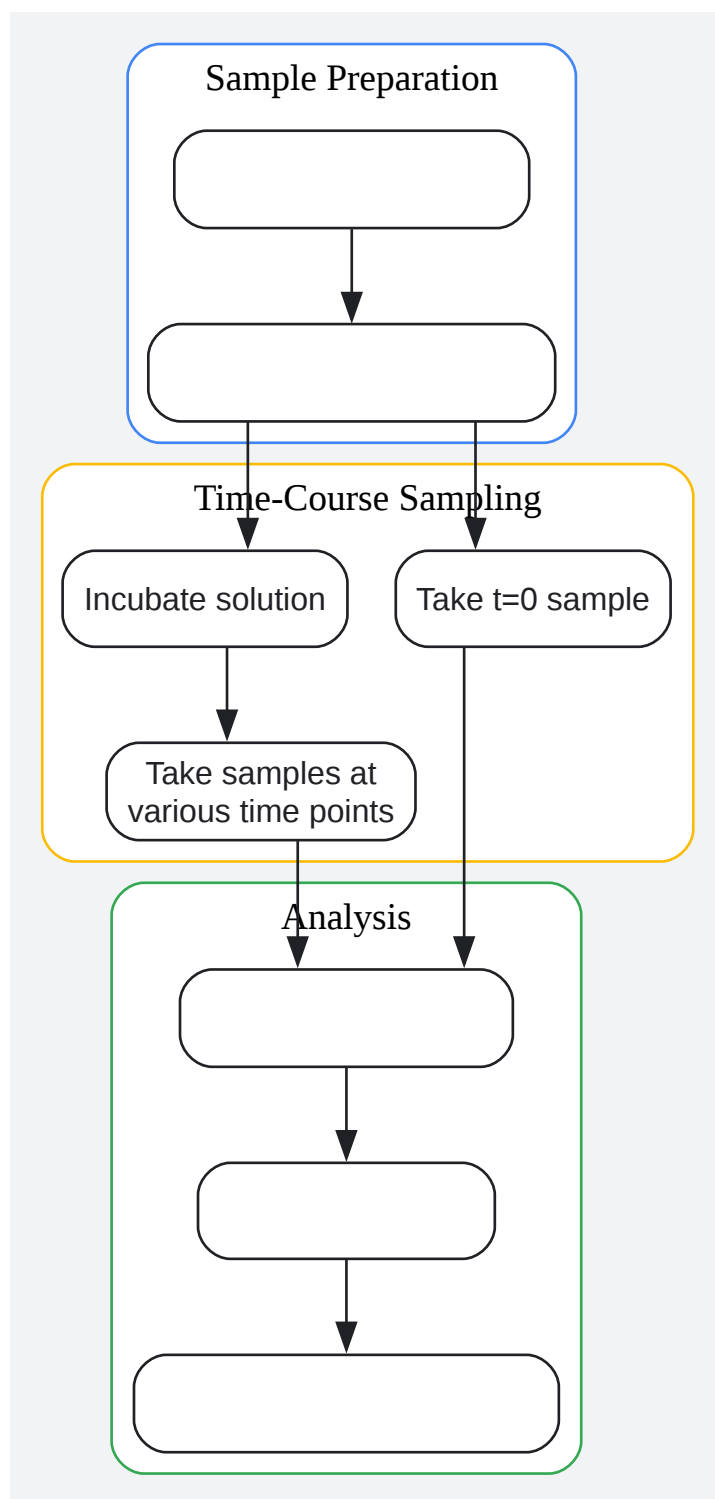 Sample Preparation
Time-Course Sampling
Incubate solution
Take t=0 sample
Take samples at
various time points
Analysis